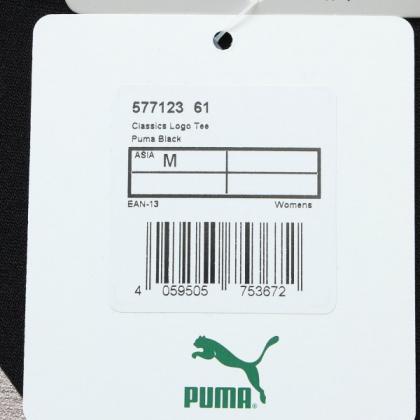 577123 61
Classics Logo Tee
Puma Black
ASIA M
EAN-13 Womens
4 059505 753672
PUMA®